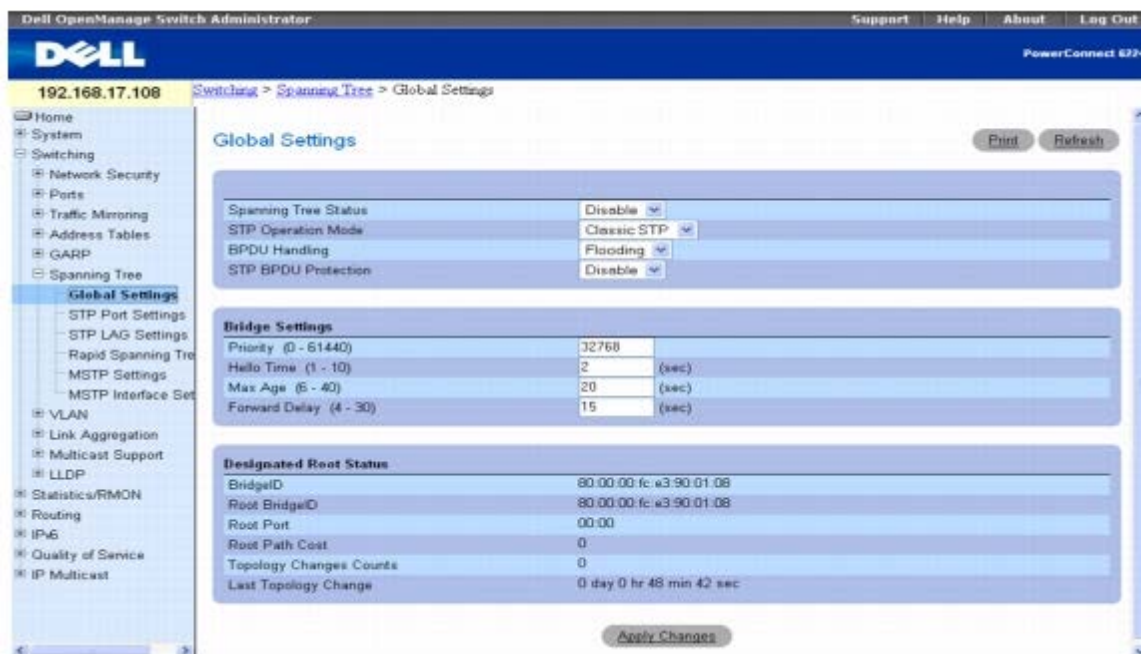 Dell OpenManage Switch Administrator
Support Help About Log Out
DELL
PowerConnect
192.168.17.108
Switching > Spanning Tree > Global Settings
Home
System
Switching
Network Security
Ports
Traffic Mirroring
Address Tables
GARP
Spanning Tree
Global Settings
STP Port Settings
STP LAG Settings
Rapid Spanning Tre
MSTP Settings
MSTP Interface Set
VLAN
Link Aggregation
Multicast Support
LLDP
Statistics/RMON
Routing
IPv6
Quality of Service
IP Multicast
Global Settings
Print Refresh
Spanning Tree Status Disable
STP Operation Mode Classic STP
BPDU Handling Flooding
STP BPDU Protection Disable
Bridge Settings
Priority (0 - 61440) 32768
Hello Time (1 - 10) 2 (sec)
Max Age (6 - 40) 20 (sec)
Forward Delay (4 - 30) 15 (sec)
Designated Root Status
BridgeID 80:00:00:fc:e3:90:01:08
Root BridgeID 80:00:00:fc:e3:90:01:08
Root Port 00:00
Root Path Cost 0
Topology Changes Counts 0
Last Topology Change 0 day 0 hr 48 min 42 sec
Apply Changes